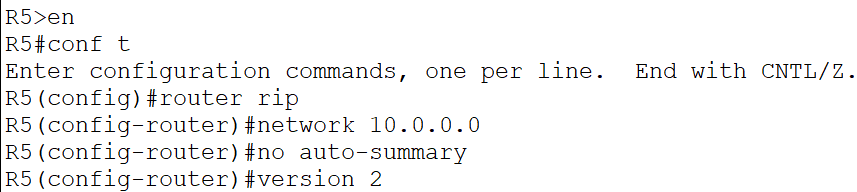 R5>en
R5#conf t
Enter configuration commands, one per line.  End with CNTL/Z.
R5(config)#router rip
R5(config-router)#network 10.0.0.0
R5(config-router)#no auto-summary
R5(config-router)#version 2